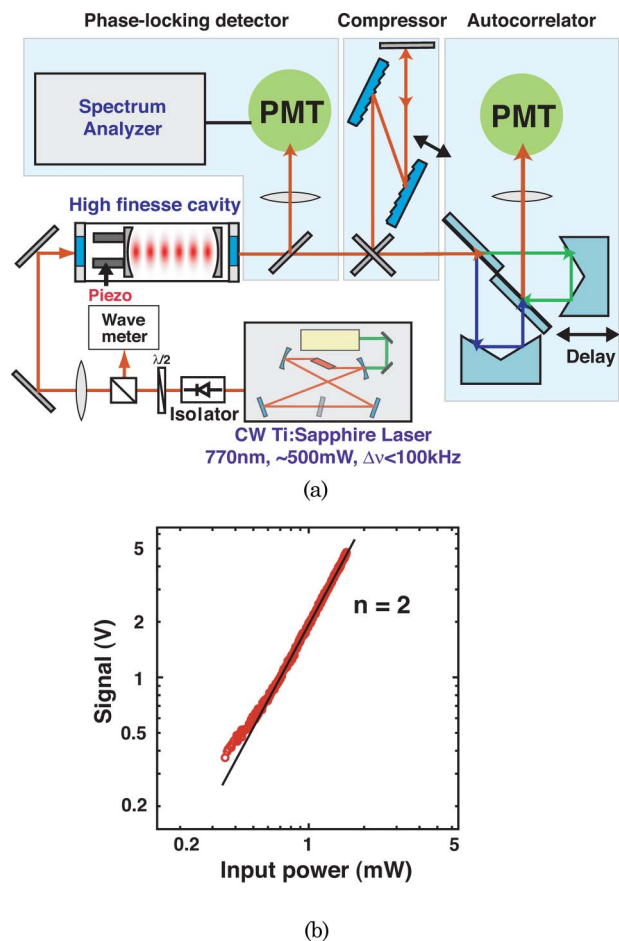 Phase-locking detector
Compressor
Autocorrelator
Spectrum
Analyzer
PMT
PMT
High finesse cavity
Piezo
Wave
meter
λ/2
Isolator
Delay
CW Ti:Sapphire Laser
770nm, ~500mW, Δν<100kHz
(a)
5
2
1
0.5
0.2
Signal (V)
n = 2
0.2
1
5
Input power (mW)
(b)